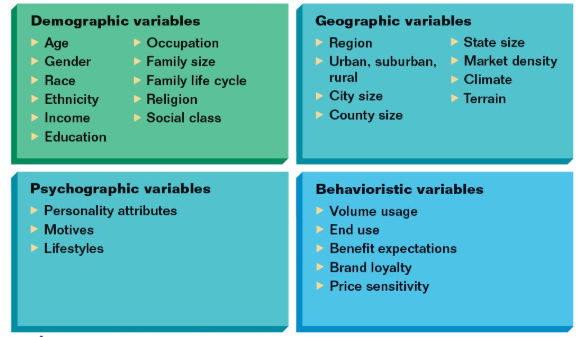 Demographic variables
Age
Gender
Race
Ethnicity
Income
Education
Occupation
Family size
Family life cycle
Religion
Social class
Geographic variables
Region
Urban, suburban,
rural
City size
County size
State size
Market density
Climate
Terrain
Psychographic variables
Personality attributes
Motives
Lifestyles
Behavioristic variables
Volume usage
End use
Benefit expectations
Brand loyalty
Price sensitivity